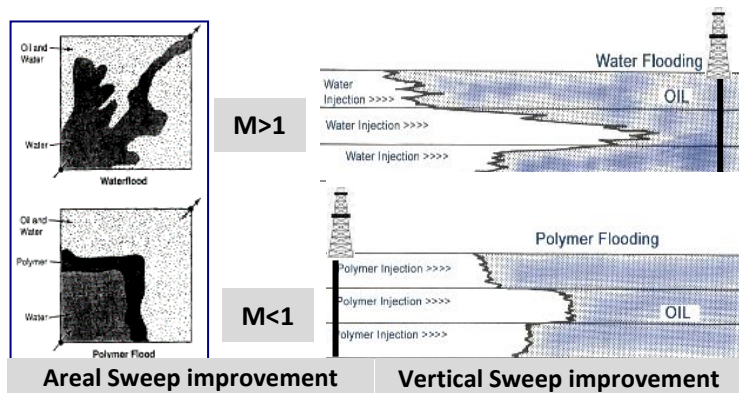 Oil and
Water
Water
Waterflood
M>1
Water Flooding
Water
Injection >>>>
OIL
Water Injection >>>>
Water Injection >>>>
Oil and
Water
Polymer
Water
Polymer Flood
M<1
Polymer Flooding
Polymer Injection >>>>
Polymer Injection >>>>
OIL
Polymer Injection >>>>
Areal Sweep improvement
Vertical Sweep improvement